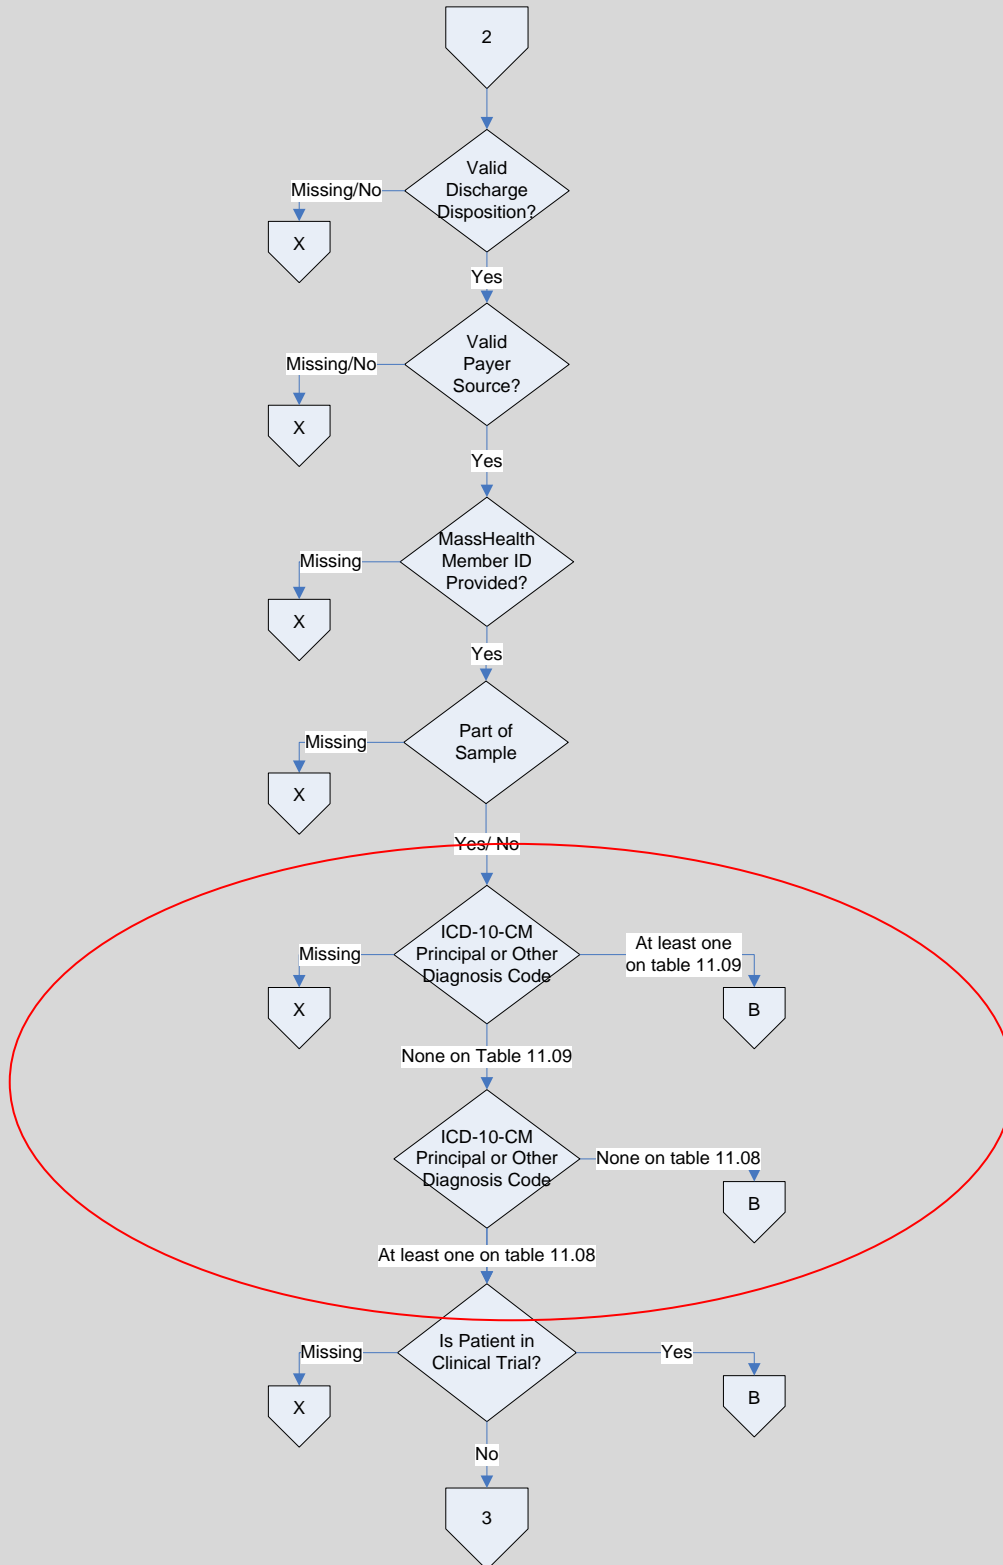 2
Valid
Discharge
Disposition?
Missing/No
X
Yes
Valid
Payer
Source?
Missing/No
X
Yes
MassHealth
Member ID
Provided?
Missing
X
Yes
Part of
Sample
Missing
X
Yes/ No
ICD-10-CM
Principal or Other
Diagnosis Code
Missing
X
At least one
on table 11.09
B
None on Table 11.09
ICD-10-CM
Principal or Other
Diagnosis Code
None on table 11.08
B
At least one on table 11.08
Is Patient in
Clinical Trial?
Missing
X
Yes
B
No
3